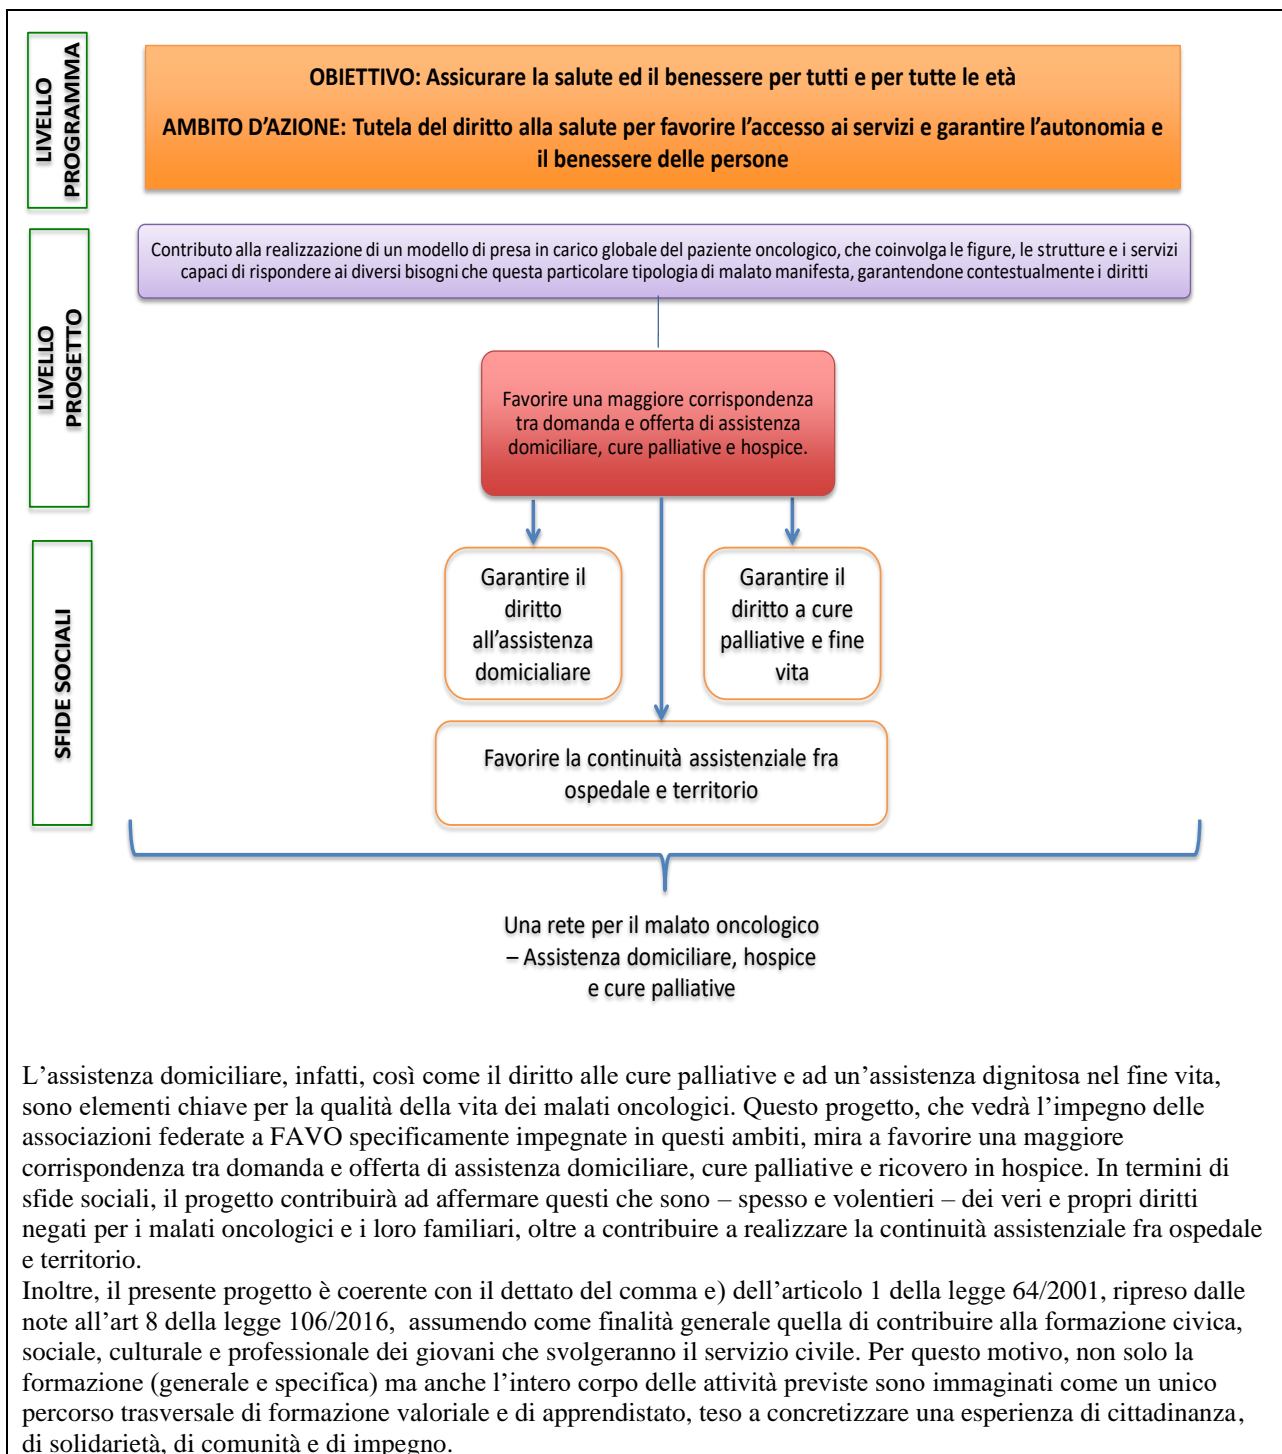 LIVELLO
PROGRAMMA
OBIETTIVO: Assicurare la salute ed il benessere per tutti e per tutte le età
AMBITO D’AZIONE: Tutela del diritto alla salute per favorire l’accesso ai servizi e garantire l’autonomia e
il benessere delle persone
LIVELLO
PROGETTO
Contributo alla realizzazione di un modello di presa in carico globale del paziente oncologico, che coinvolga le figure, le strutture e i servizi
capaci di rispondere ai diversi bisogni che questa particolare tipologia di malato manifesta, garantendone contestualmente i diritti
Favorire una maggiore corrispondenza
tra domanda e offerta di assistenza
domiciliare, cure palliative e hospice.
SFIDE SOCIALI
Garantire il
diritto
all’assistenza
domicialiare
Garantire il
diritto a cure
palliative e fine
vita
Favorire la continuità assistenziale fra
ospedale e territorio
Una rete per il malato oncologico
– Assistenza domiciliare, hospice
e cure palliative
L’assistenza domiciliare, infatti, così come il diritto alle cure palliative e ad un’assistenza dignitosa nel fine vita,
sono elementi chiave per la qualità della vita dei malati oncologici. Questo progetto, che vedrà l’impegno delle
associazioni federate a FAVO specificamente impegnate in questi ambiti, mira a favorire una maggiore
corrispondenza tra domanda e offerta di assistenza domiciliare, cure palliative e ricovero in hospice. In termini di
sfide sociali, il progetto contribuirà ad affermare questi che sono – spesso e volentieri – dei veri e propri diritti
negati per i malati oncologici e i loro familiari, oltre a contribuire a realizzare la continuità assistenziale fra ospedale
e territorio.
Inoltre, il presente progetto è coerente con il dettato del comma e) dell’articolo 1 della legge 64/2001, ripreso dalle
note all’art 8 della legge 106/2016, assumendo come finalità generale quella di contribuire alla formazione civica,
sociale, culturale e professionale dei giovani che svolgeranno il servizio civile. Per questo motivo, non solo la
formazione (generale e specifica) ma anche l’intero corpo delle attività previste sono immaginati come un unico
percorso trasversale di formazione valoriale e di apprendistato, teso a concretizzare una esperienza di cittadinanza,
di solidarietà, di comunità e di impegno.